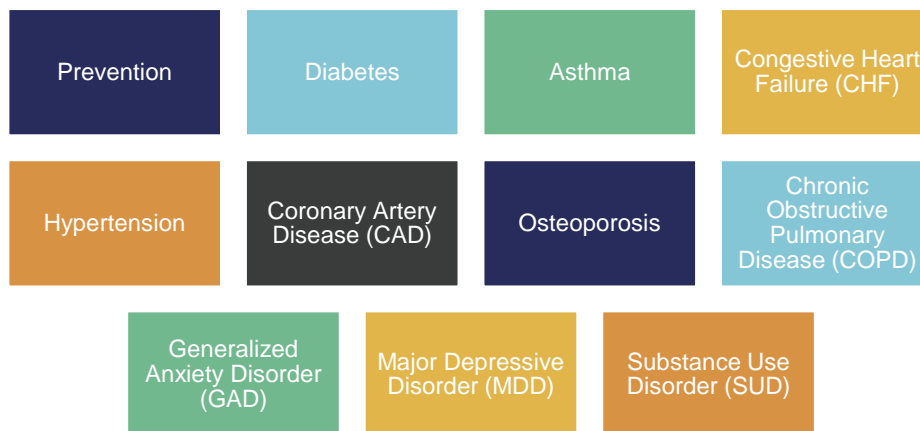 Prevention
Diabetes
Asthma
Congestive Heart
Failure (CHF)
Hypertension
Coronary Artery
Disease (CAD)
Osteoporosis
Chronic
Obstructive
Pulmonary
Disease (COPD)
Generalized
Anxiety Disorder
(GAD)
Major Depressive
Disorder (MDD)
Substance Use
Disorder (SUD)